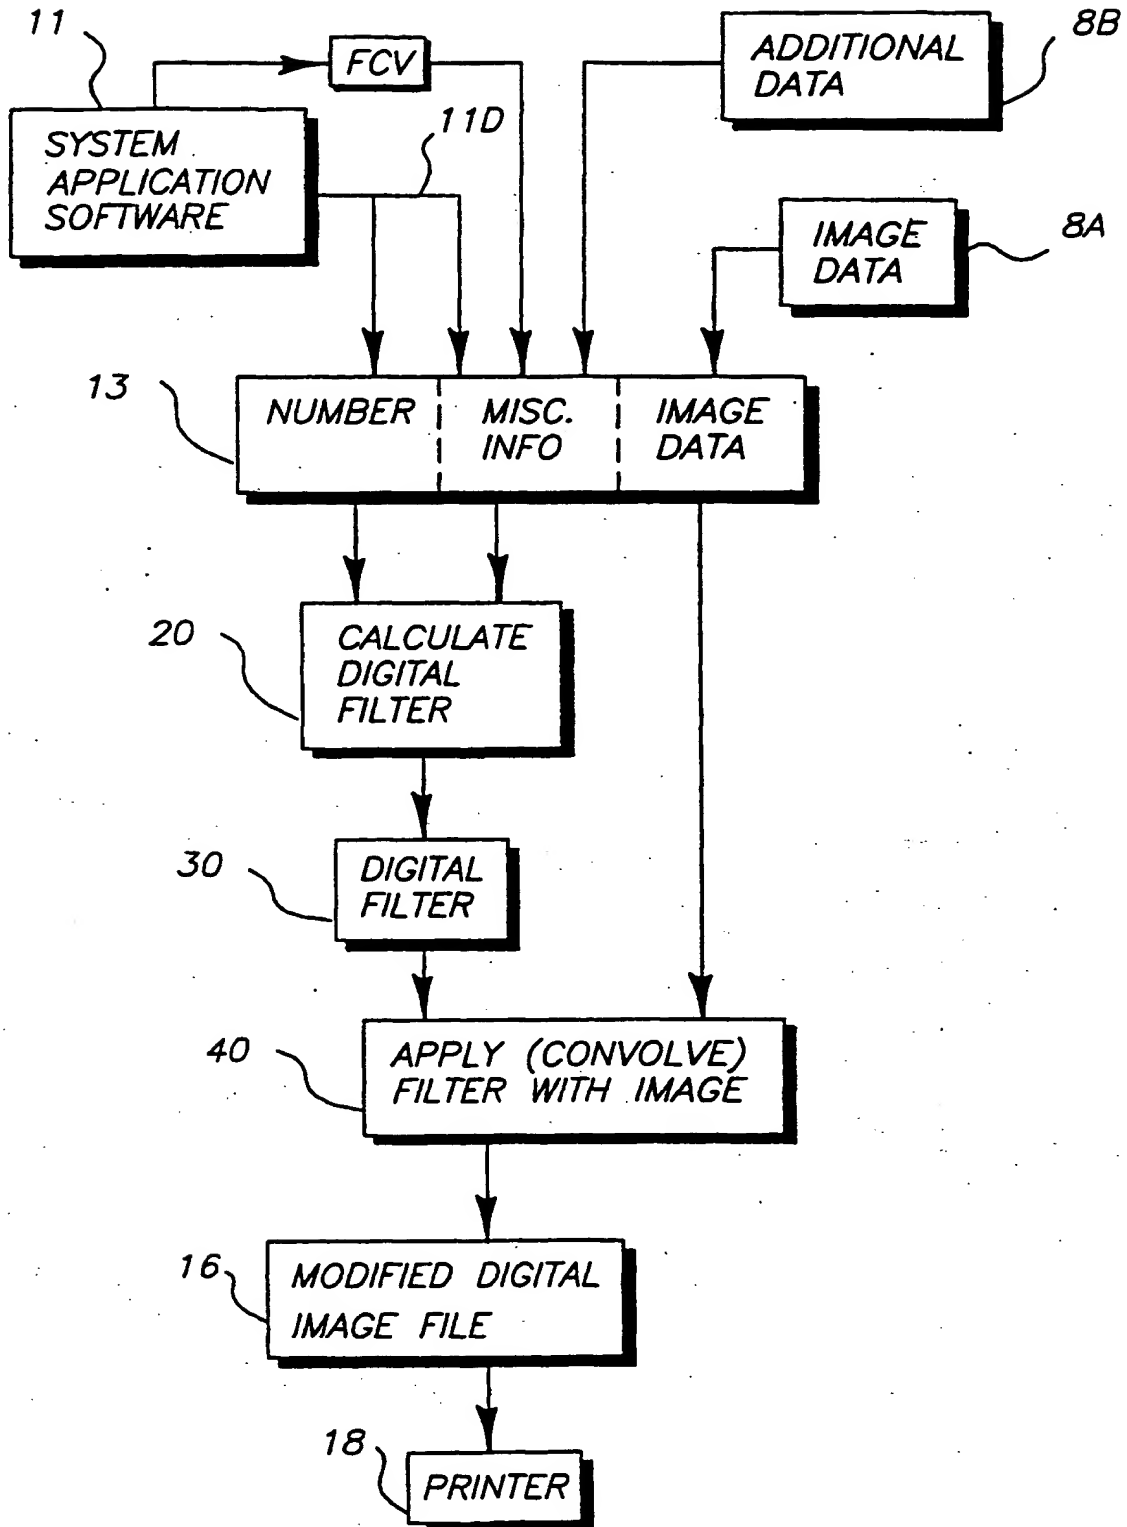 11
FCV
ADDITIONAL
DATA
8B
11D
SYSTEM
APPLICATION
SOFTWARE
IMAGE
DATA
8A
13
NUMBER
MISC.
INFO
IMAGE
DATA
20
CALCULATE
DIGITAL
FILTER
30
DIGITAL
FILTER
40
APPLY (CONVOLVE)
FILTER WITH IMAGE
16
MODIFIED DIGITAL
IMAGE FILE
18
PRINTER